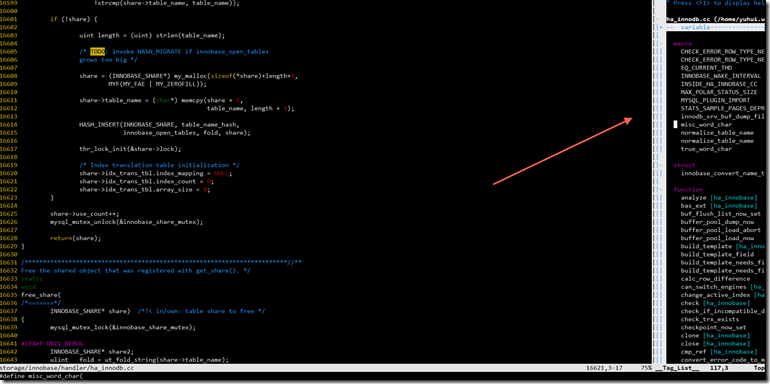 16599 !strcmp(share->table_name, table_name));
16600
16601 if (!share) {
16602
16603 uint length = (uint) strlen(table_name);
16604
16605 /* TODO: invoke HASH_MIGRATE if innobase_open_tables
16606 grows too big */
16607
16608 share = (INNOBASE_SHARE*) my_malloc(sizeof(*share)+length+1,
16609 MYF(MY_FAE | MY_ZEROFILL));
16610
16611 share->table_name = (char*) memcpy(share + 1,
16612 table_name, length + 1);
16613
16614 HASH_INSERT(INNOBASE_SHARE, table_name_hash,
16615 innobase_open_tables, fold, share);
16616
16617 thr_lock_init(&share->lock);
16618
16619 /* Index translation table initialization */
16620 share->idx_trans_tbl.index_mapping = NULL;
16621 share->idx_trans_tbl.index_count = 0;
16622 share->idx_trans_tbl.array_size = 0;
16623 }
16624
16625 share->use_count++;
16626 mysql_mutex_unlock(&innobase_share_mutex);
16627
16628 return(share);
16629 }
16630
16631 /**********************************************************************//**
16632 Free the shared object that was registered with get_share(). */
16633 static
16634 void
16635 free_share(
16636 /*=======*/
16637 INNOBASE_SHARE* share) /*!< in/own: table share to free */
16638 {
16639 mysql_mutex_lock(&innobase_share_mutex);
16640
16641 #ifdef UNIV_DEBUG
16642 INNOBASE_SHARE* share2;
16643 ulint fold = ut_fold_string(share->table_name);
storage/innobase/handler/ha_innodb.cc 16621,3-17 75%
#define misc_word_char(
" Press <F1> to display hel
ha_innodb.cc (/home/yuhui.w
variable
macro
CHECK_ERROR_ROW_TYPE_NE
CHECK_ERROR_ROW_TYPE_NE
EQ_CURRENT_THD
INNOBASE_WAKE_INTERVAL
INSIDE_HA_INNOBASE_CC
MAX_POLAR_STATUS_SIZE
MYSQL_PLUGIN_IMPORT
STATS_SAMPLE_PAGES_DEPR
innodb_srv_buf_dump_fil
misc_word_char
normalize_table_name
normalize_table_name
true_word_char
struct
innobase_convert_name_t
function
analyze [ha_innobase]
bas_ext [ha_innobase]
buf_flush_list_now_set
buffer_pool_dump_now
buffer_pool_load_abort
buffer_pool_load_now
build_template [ha_inno
build_template_field
build_template_needs_fi
build_template_needs_fi
calc_row_difference
can_switch_engines [ha_
change_active_index [ha
check [ha_innobase]
check_if_incompatible_d
check_trx_exists
checkpoint_now_set
clone [ha_innobase]
close [ha_innobase]
cmp_ref [ha_innobase]
convert_error_code_to_m
__Tag_List__ 117,3 Top